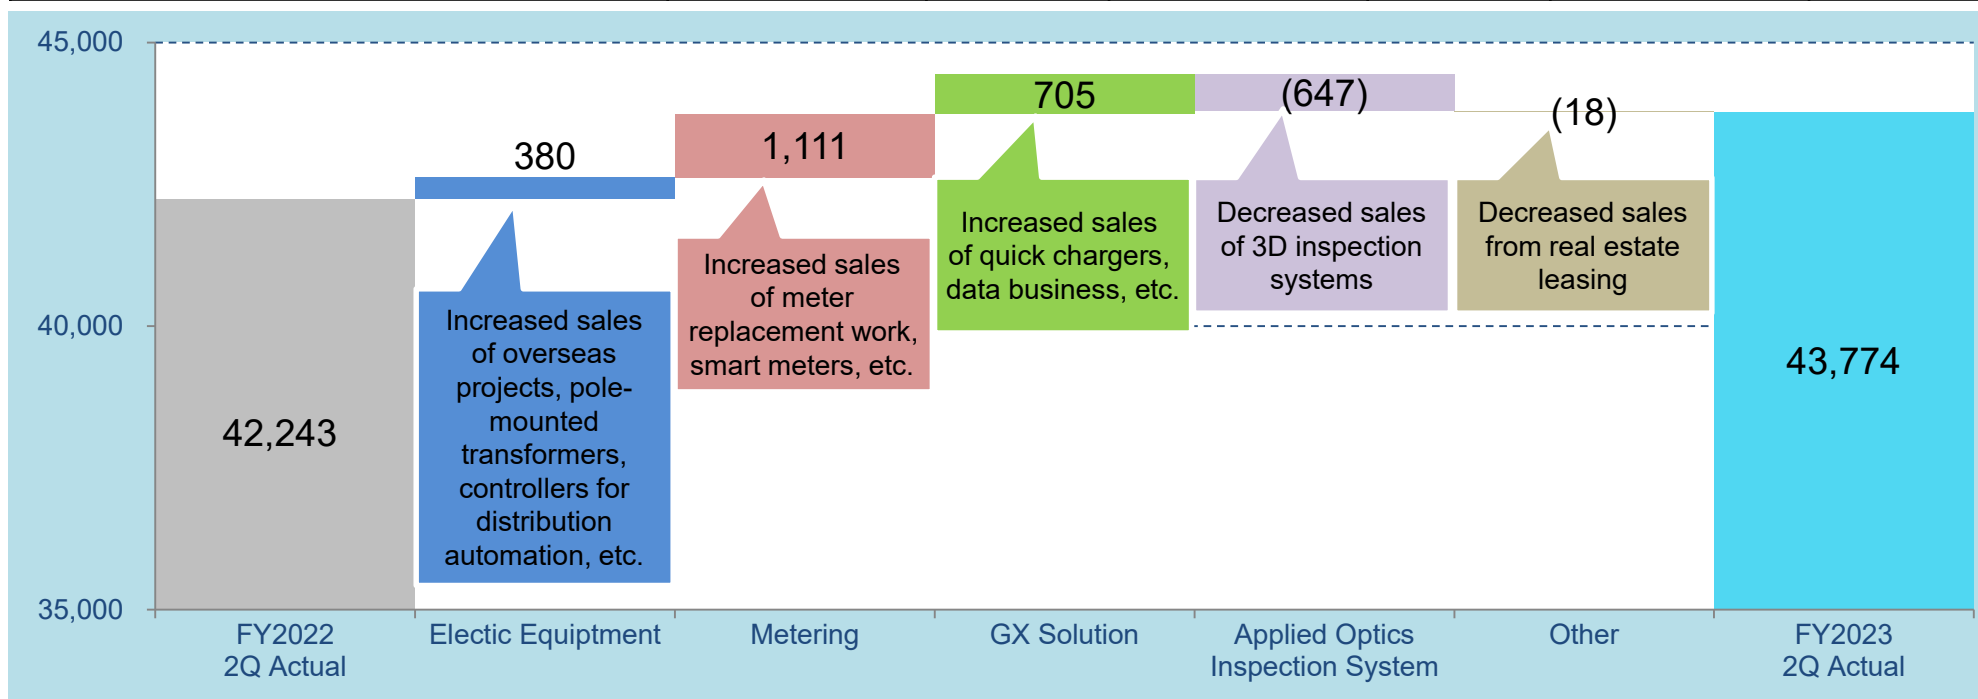 45,000
40,000
35,000
42,243
380
Increased sales
of overseas
projects, pole-
mounted
transformers,
controllers for
distribution
automation, etc.
1,111
Increased sales
of meter
replacement work,
smart meters, etc.
705
Increased sales
of quick chargers,
data business, etc.
(647)
Decreased sales
of 3D inspection
systems
(18)
Decreased sales
from real estate
leasing
43,774
FY2022
2Q Actual
Electic Equiptment
Metering
GX Solution
Applied Optics
Inspection System
Other
FY2023
2Q Actual